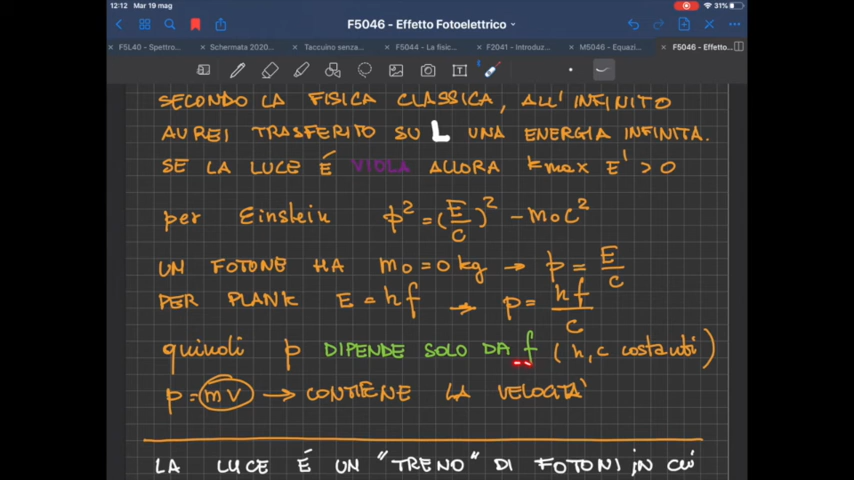 12:12 Mar 19 mag
31%
F5046 - Effetto Fotoelettrico
F5L40 - Spettro...
Schermata 2020...
Taccuino senza...
F5044 - La fisic...
F2041 - Introduz...
M5046 - Equazi...
F5046 - Effetto...
SECONDO LA FISICA CLASSICA, ALL'INFINITO
AUREI TRASFERITO SU L UNA ENERGIA INFINITA.
SE LA LUCE É VIOLA ALLORA Kmax E' > 0
per Einstein p² = (E/c)² - moc²
UN FOTONE HA mo = 0 kg → p = E/c
PER PLANK E = hf → p = hf/c
quindi p DIPENDE SOLO DA f (h, c costanti)
p = mv → CONTIENE LA VELOCITA'
LA LUCE É UN "TRENO" DI FOTONI in cui